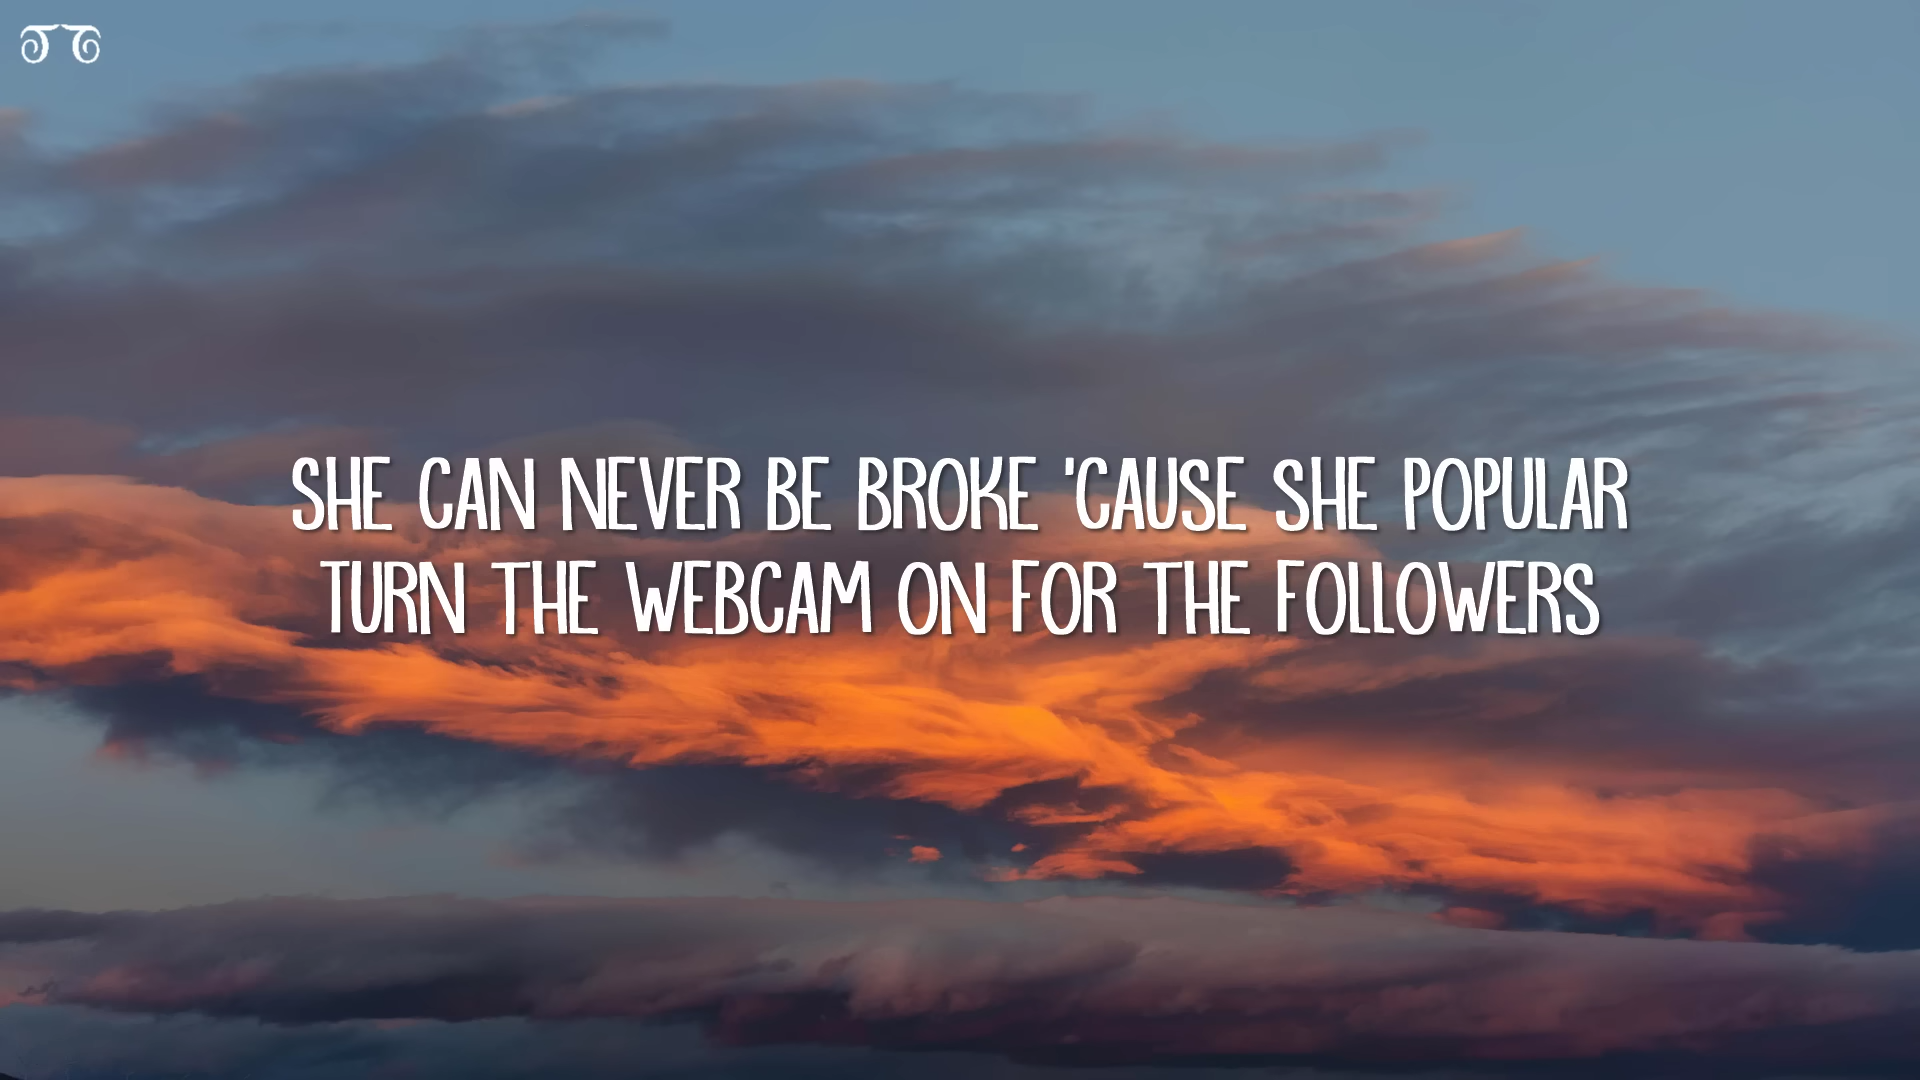 SHE CAN NEVER BE BROKE 'CAUSE SHE POPULAR
TURN THE WEBCAM ON FOR THE FOLLOWERS